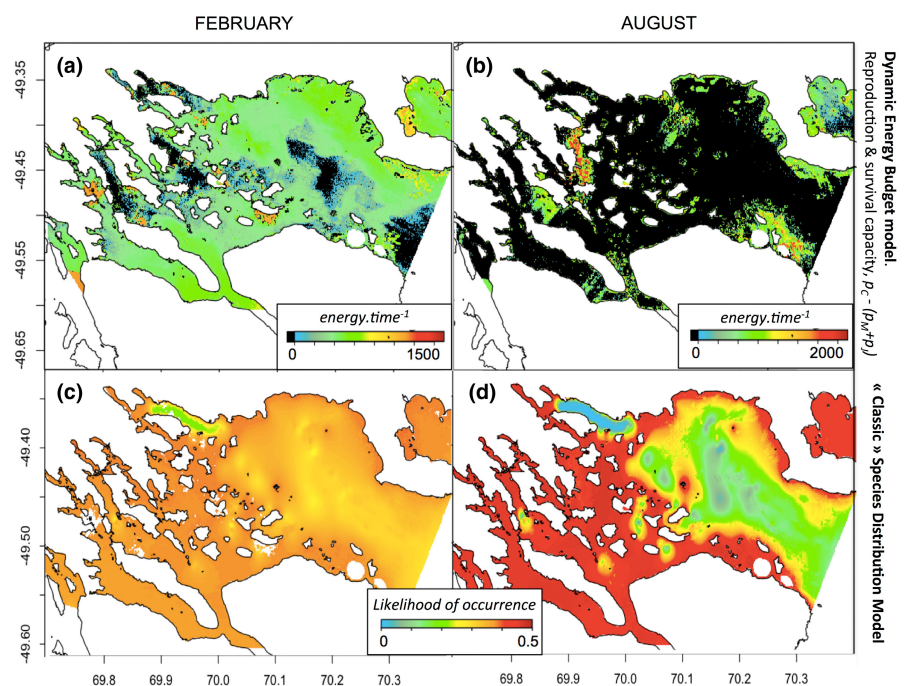 FEBRUARY AUGUST
(a) (b)
−49.35
−49.45
−49.55
−49.65
energy.time⁻¹
0 1500
energy.time⁻¹
0 2000
Dynamic Energy Budget model.
Reproduction & survival capacity, pC - (pM+pJ)
(c) (d)
−49.40
−49.50
−49.60
Likelihood of occurrence
0 0.5
« Classic » Species Distribution Model
69.8 69.9 70.0 70.1 70.2 70.3 69.8 69.9 70.0 70.1 70.2 70.3